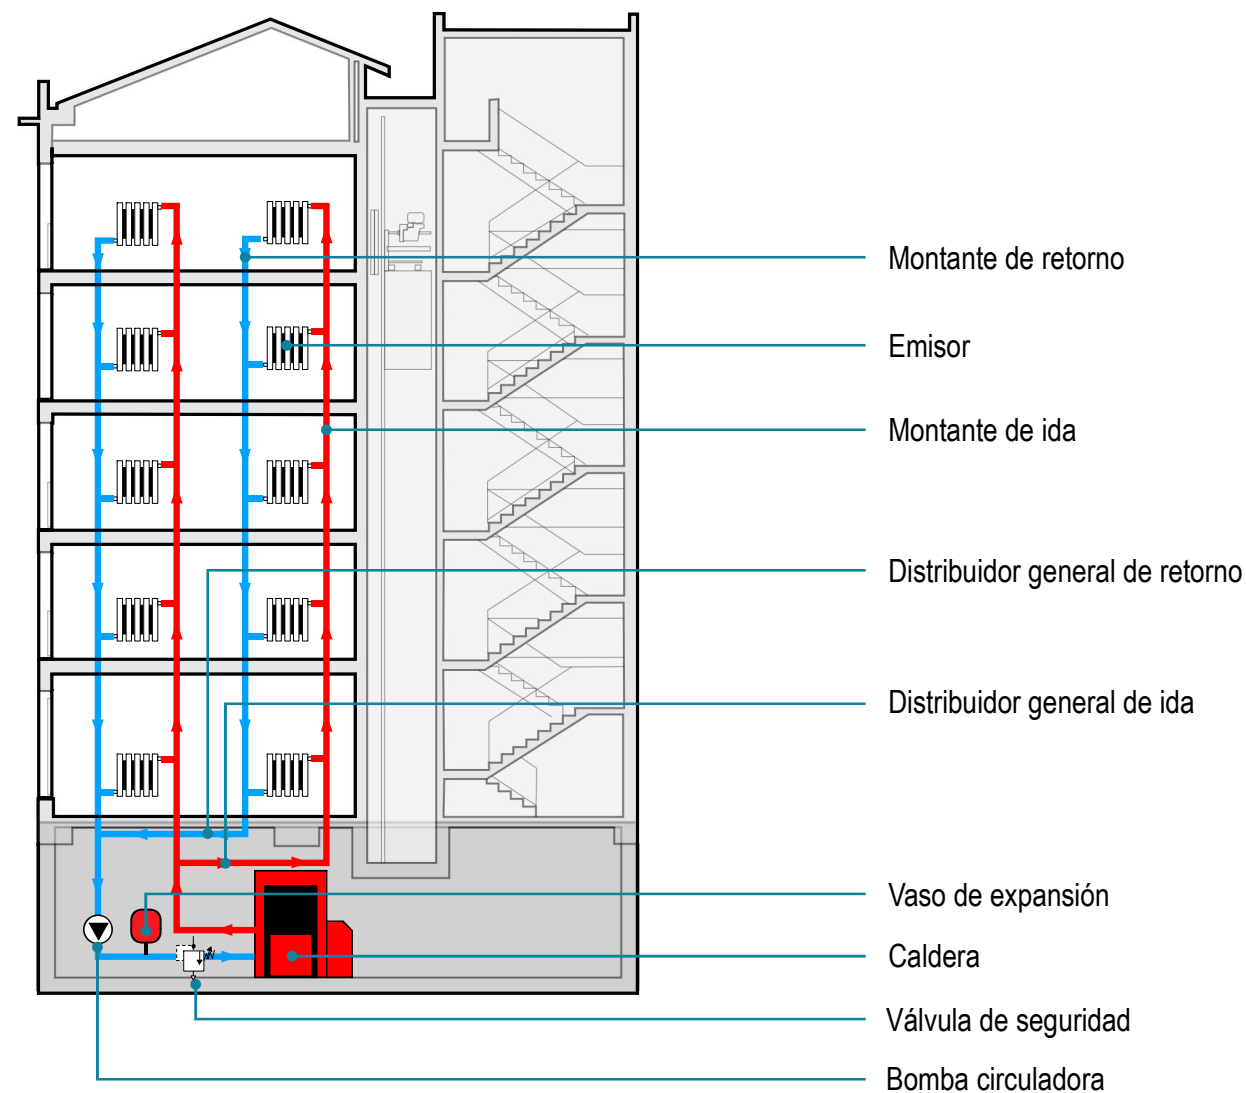 Montante de retorno
Emisor
Montante de ida
Distribuidor general de retorno
Distribuidor general de ida
Vaso de expansión
Caldera
Válvula de seguridad
Bomba circuladora